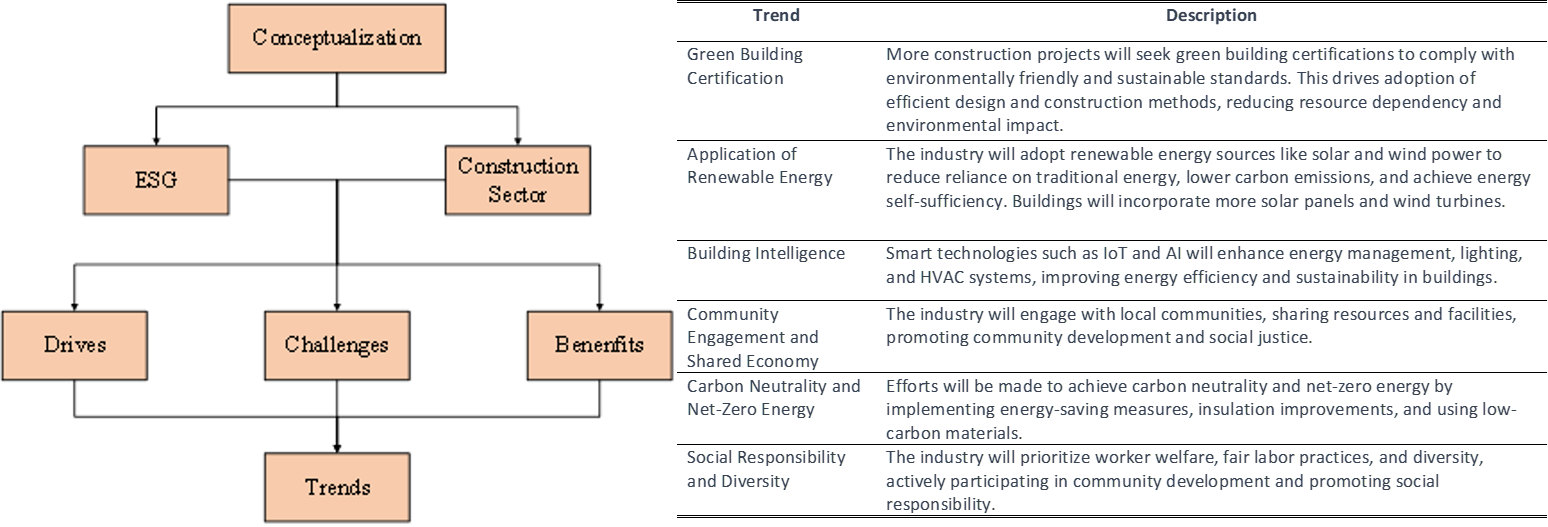 Conceptualization
ESG
Construction
Sector
Drives
Challenges
Benenfits
Trends
Trend Description
Green Building
Certification
More construction projects will seek green building certifications to comply with
environmentally friendly and sustainable standards. This drives adoption of
efficient design and construction methods, reducing resource dependency and
environmental impact.
Application of
Renewable Energy
The industry will adopt renewable energy sources like solar and wind power to
reduce reliance on traditional energy, lower carbon emissions, and achieve energy
self-sufficiency. Buildings will incorporate more solar panels and wind turbines.
Building Intelligence
Smart technologies such as IoT and AI will enhance energy management, lighting,
and HVAC systems, improving energy efficiency and sustainability in buildings.
Community
Engagement and
Shared Economy
The industry will engage with local communities, sharing resources and facilities,
promoting community development and social justice.
Carbon Neutrality and
Net-Zero Energy
Efforts will be made to achieve carbon neutrality and net-zero energy by
implementing energy-saving measures, insulation improvements, and using low-
carbon materials.
Social Responsibility
and Diversity
The industry will prioritize worker welfare, fair labor practices, and diversity,
actively participating in community development and promoting social
responsibility.